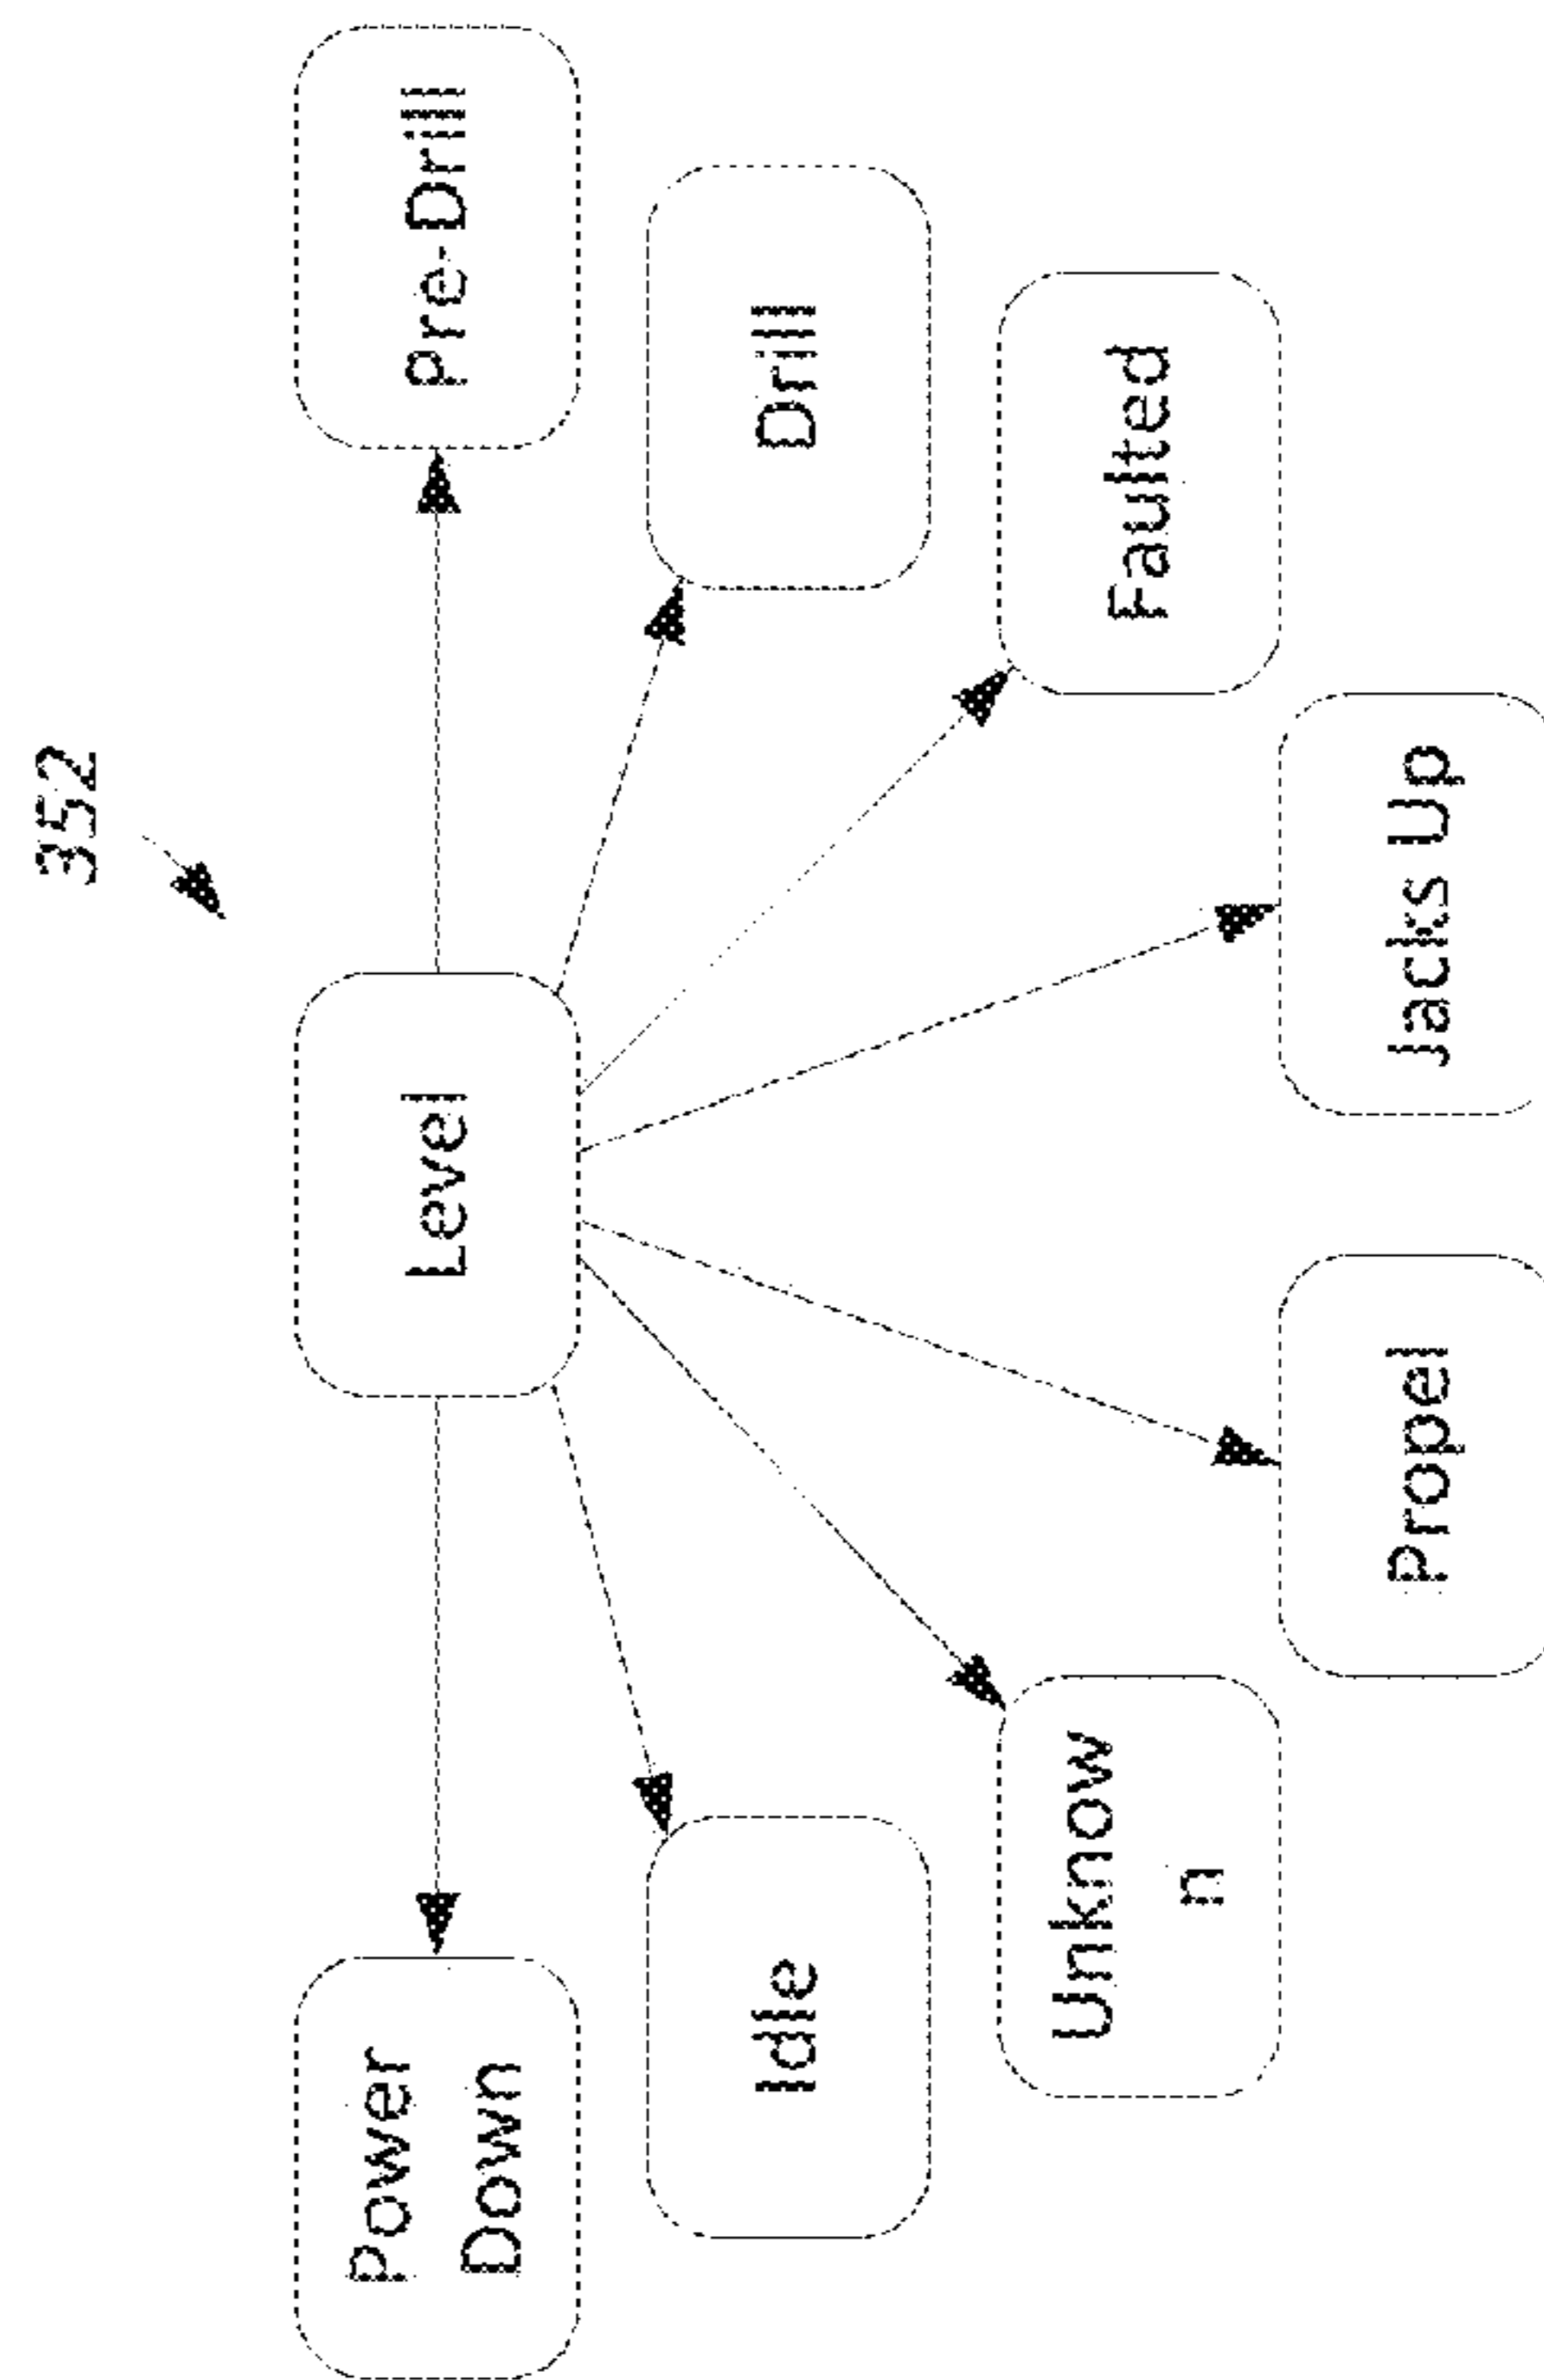 352
Level
Power
Down
Pre-Drill
Idle
Drill
Unknow
n
Faulted
Propel
Jacks Up